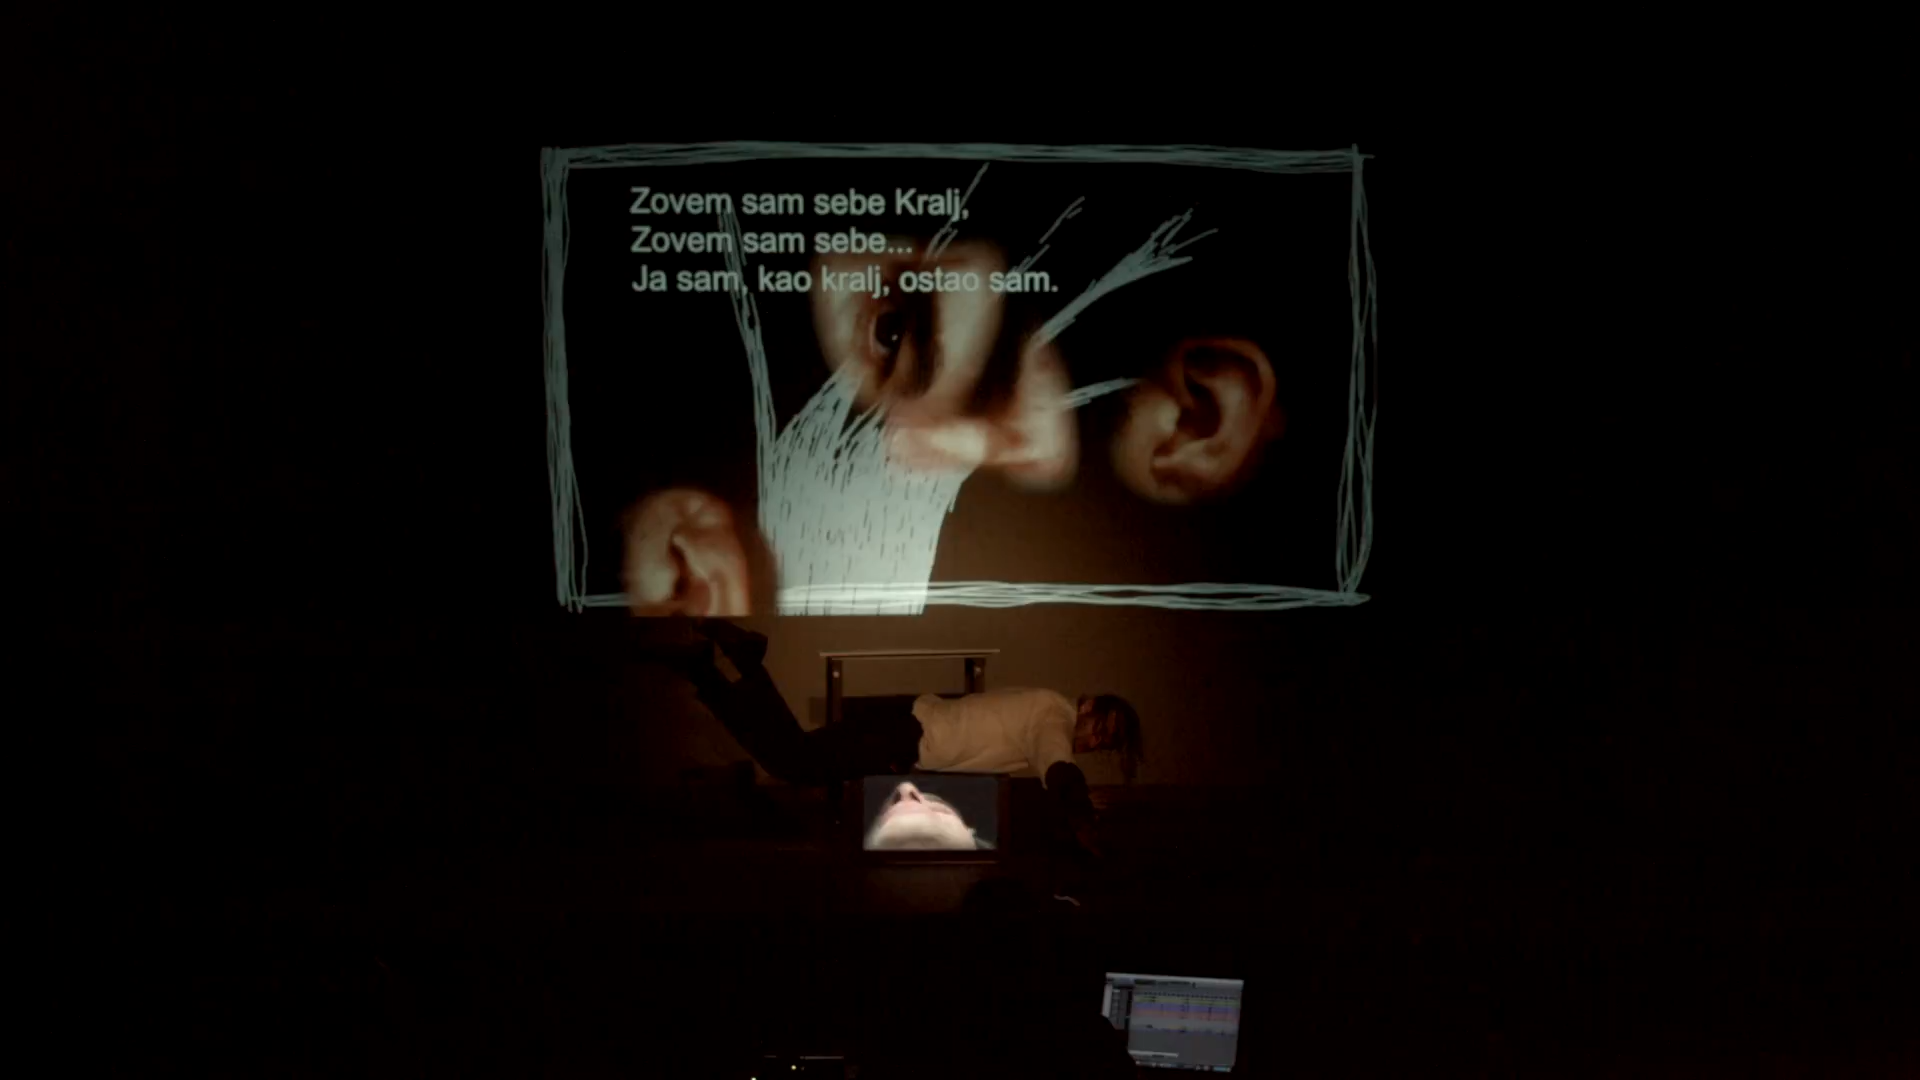 Zovem sam sebe Kralj,
Zovem sam sebe...
Ja sam, kao kralj, ostao sam.